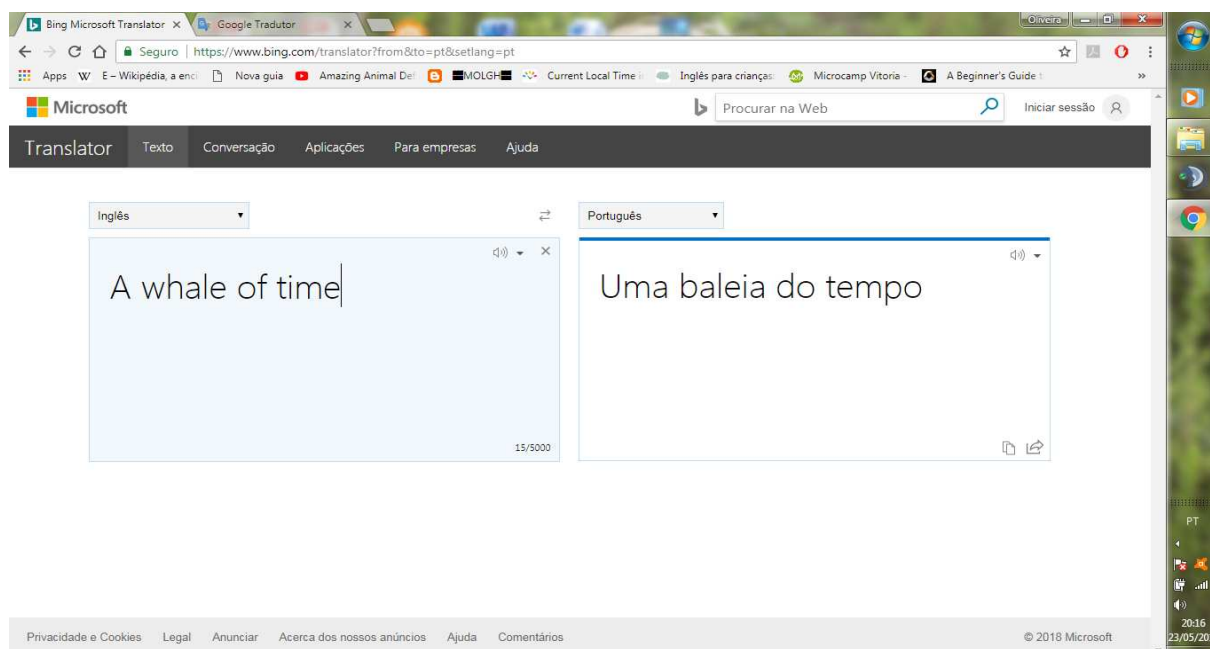 Bing Microsoft Translator
Google Tradutor
Oliveira
Seguro
https://www.bing.com/translator?from&to=pt&setlang=pt
Apps
W E – Wikipédia, a enci
Nova guia
Amazing Animal De
MOLGH
Current Local Time i
Inglês para crianças:
Microcamp Vitoria -
A Beginner's Guide t
»
Microsoft
Procurar na Web
Iniciar sessão
Translator
Texto
Conversação
Aplicações
Para empresas
Ajuda
Inglês
Português
A whale of time
Uma baleia do tempo
15/5000
PT
Privacidade e Cookies
Legal
Anunciar
Acerca dos nossos anúncios
Ajuda
Comentários
© 2018 Microsoft
20:16
23/05/20